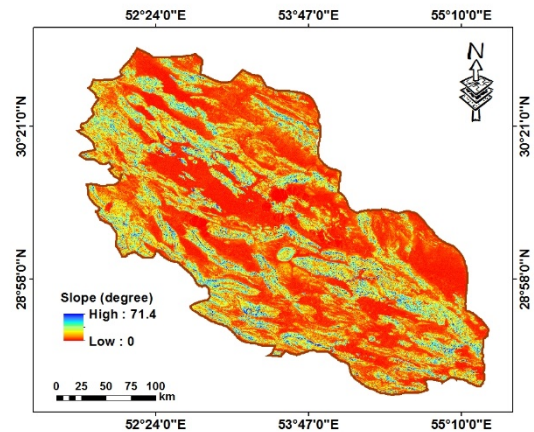 52°24'0"E 53°47'0"E 55°10'0"E
N
30°21'0"N 30°21'0"N
28°58'0"N 28°58'0"N
Slope (degree)
High : 71.4
Low : 0
0 25 50 75 100
km
52°24'0"E 53°47'0"E 55°10'0"E